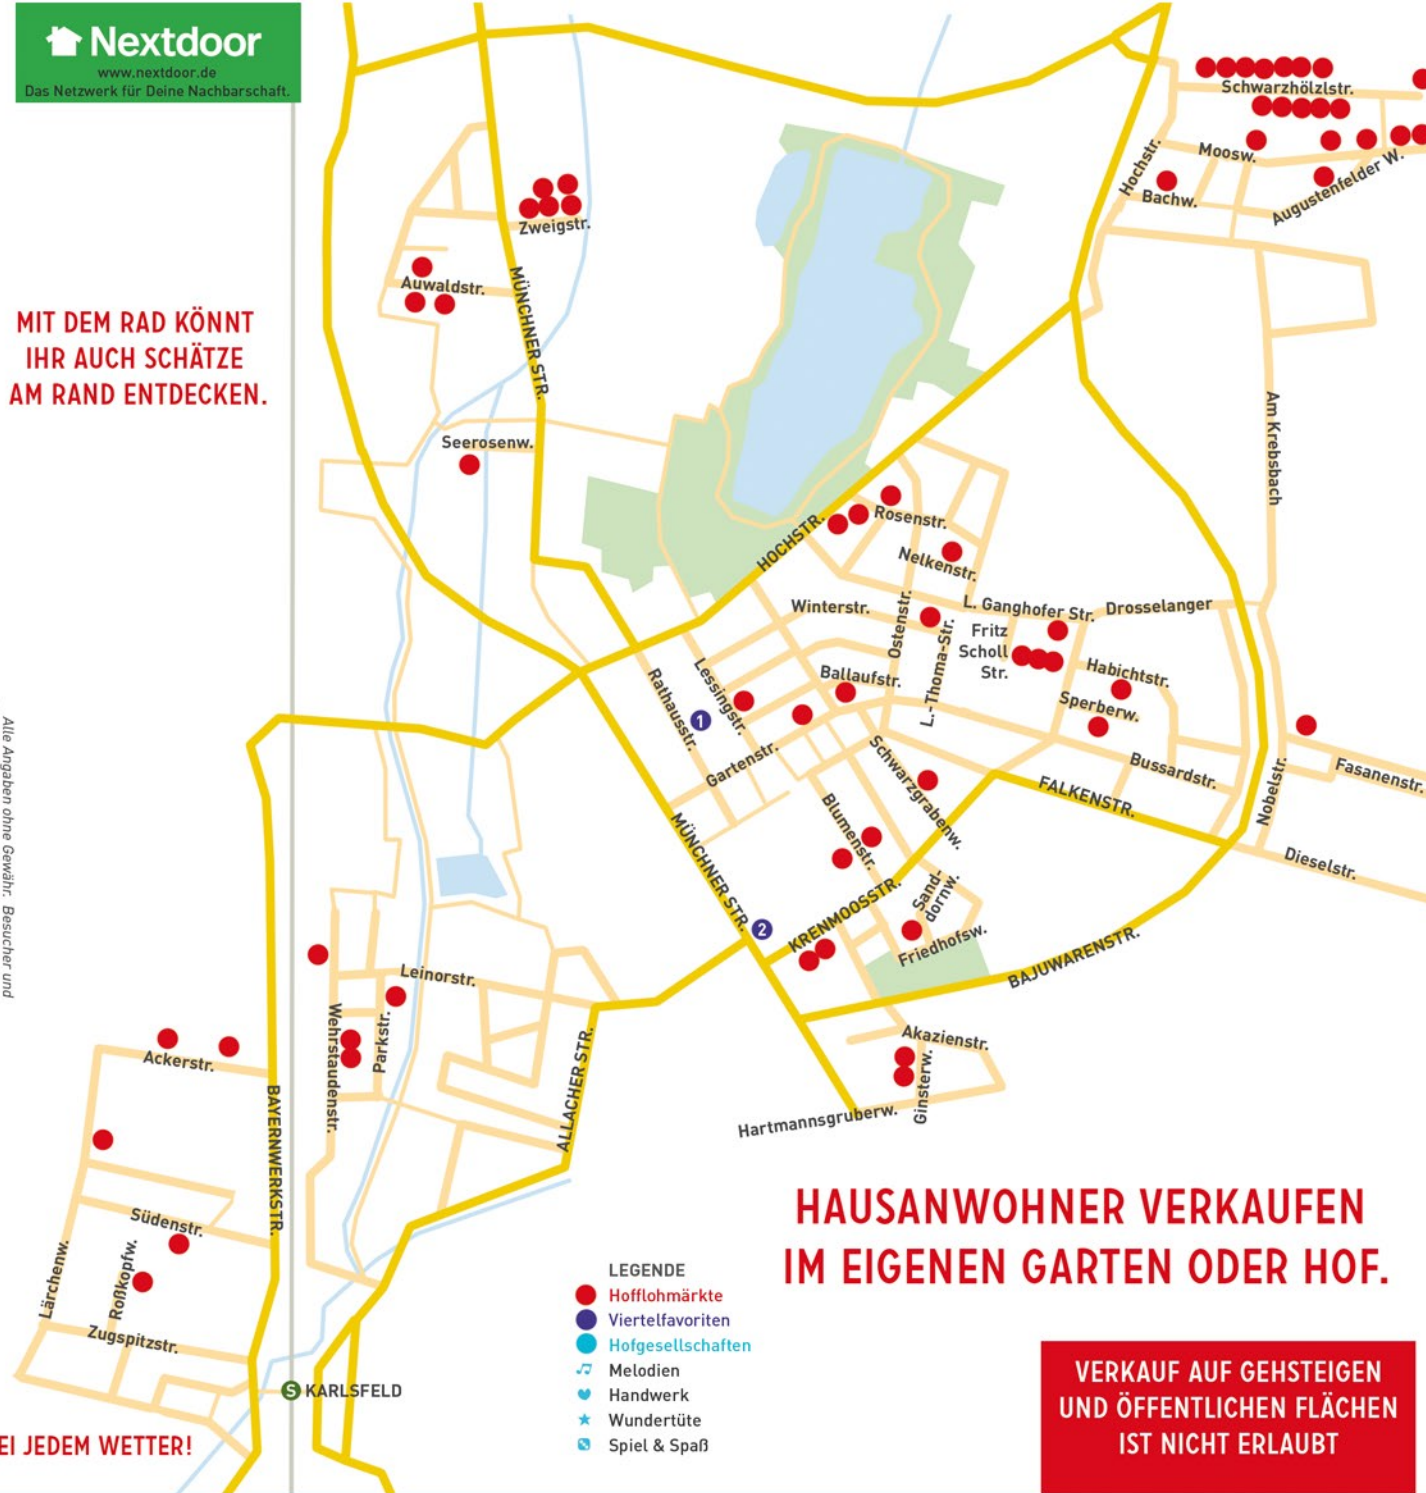 Nextdoor
www.nextdoor.de
Das Netzwerk für Deine Nachbarschaft.
Schwarzhölzlstr.
Hochstr.
Moosw.
Bachw.
Augustenfelder W.
Zweigstr.
Auwaldstr.
MÜNCHNER STR.
MIT DEM RAD KÖNNT
IHR AUCH SCHÄTZE
AM RAND ENTDECKEN.
Seerosenw.
Am Krebsbach
HOCHSTR.
Rosenstr.
Nelkenstr.
Winterstr.
Ostenstr.
L. Ganghofer Str.
Drosselanger
L.-Thoma-Str.
Fritz
Scholl
Str.
Habichtstr.
Sperberw.
Ballaufstr.
Lessingstr.
Rathausstr.
1
Gartenstr.
Schwarzgrabenw.
Bussardstr.
Nobelstr.
Fasanenstr.
FALKENSTR.
Blumenstr.
MÜNCHNER STR.
Dieselstr.
Alle Angaben ohne Gewähr. Besucher und
2
KRENMOOSSTR.
Sand-
dornw.
Friedhofsw.
BAJUWARENSTR.
Leinorstr.
Wehrstaudenstr.
Parkstr.
Ackerstr.
BAYERNWERKSTR.
ALLACHER STR.
Akazienstr.
Ginsterw.
Hartmannsgruberw.
Südenstr.
Lärchenw.
Roßkopfw.
Zugspitzstr.
HAUSANWOHNER VERKAUFEN
IM EIGENEN GARTEN ODER HOF.
LEGENDE
Hofflohmärkte
Viertelfavoriten
Hofgesellschaften
Melodien
Handwerk
Wundertüte
Spiel & Spaß
S KARLSFELD
EI JEDEM WETTER!
VERKAUF AUF GEHSTEIGEN
UND ÖFFENTLICHEN FLÄCHEN
IST NICHT ERLAUBT